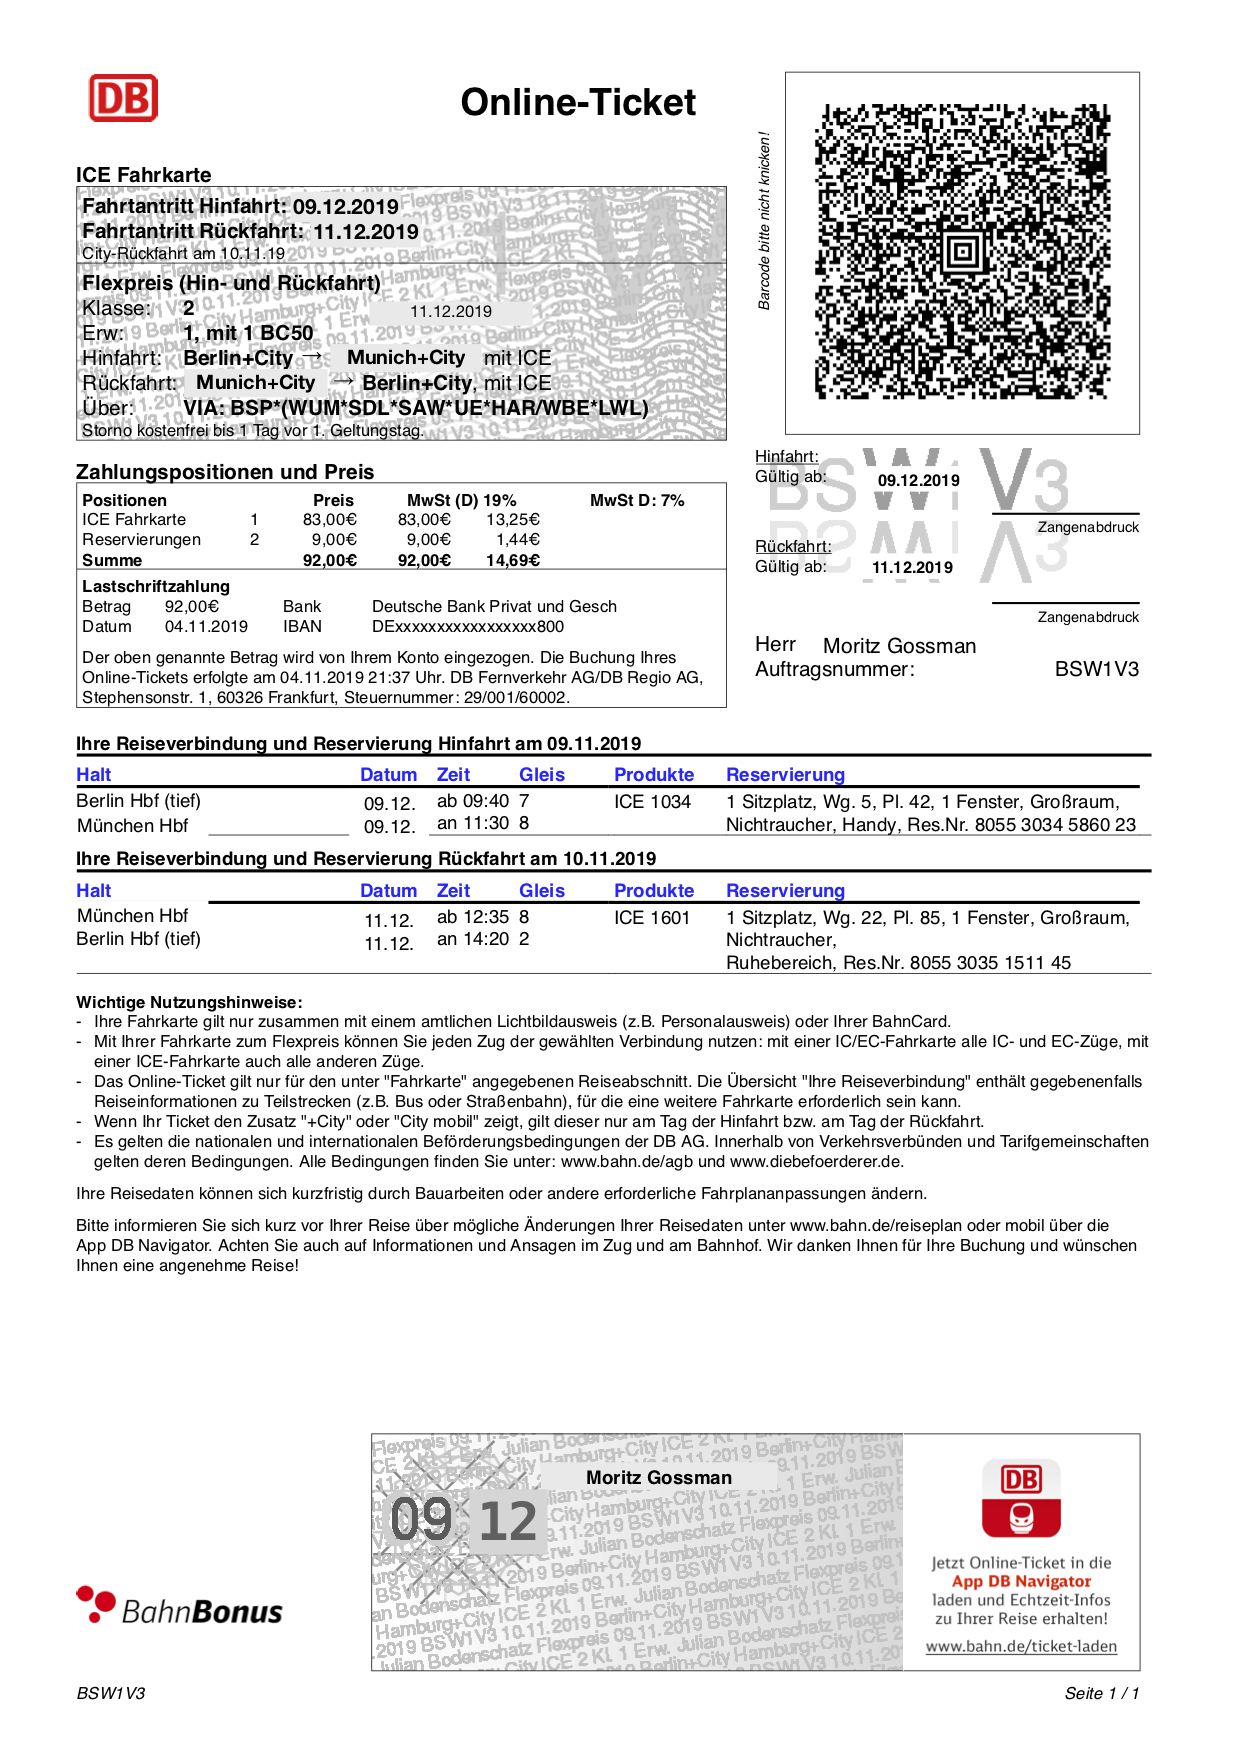 DB
Online-Ticket
Barcode bitte nicht knicken!
ICE Fahrkarte
Fahrtantritt Hinfahrt: 09.12.2019
Fahrtantritt Rückfahrt: 11.12.2019
City-Rückfahrt am 10.11.19
Flexpreis (Hin- und Rückfahrt)
Klasse: 2 11.12.2019
Erw: 1, mit 1 BC50
Hinfahrt: Berlin+City → Munich+City mit ICE
Rückfahrt: Munich+City → Berlin+City, mit ICE
Über: VIA: BSP*(WUM*SDL*SAW*UE*HAR/WBE*LWL)
Storno kostenfrei bis 1 Tag vor 1. Geltungstag.
Zahlungspositionen und Preis
Positionen Preis MwSt (D) 19% MwSt D: 7%
ICE Fahrkarte 1 83,00€ 83,00€ 13,25€
Reservierungen 2 9,00€ 9,00€ 1,44€
Summe 92,00€ 92,00€ 14,69€
Lastschriftzahlung
Betrag 92,00€ Bank Deutsche Bank Privat und Gesch
Datum 04.11.2019 IBAN DExxxxxxxxxxxxxxxxx800
Der oben genannte Betrag wird von Ihrem Konto eingezogen. Die Buchung Ihres
Online-Tickets erfolgte am 04.11.2019 21:37 Uhr. DB Fernverkehr AG/DB Regio AG,
Stephensonstr. 1, 60326 Frankfurt, Steuernummer: 29/001/60002.
Hinfahrt:
Gültig ab: 09.12.2019
BSW1V3
Zangenabdruck
Rückfahrt:
Gültig ab: 11.12.2019
Zangenabdruck
Herr Moritz Gossman
Auftragsnummer: BSW1V3
Ihre Reiseverbindung und Reservierung Hinfahrt am 09.11.2019
Halt Datum Zeit Gleis Produkte Reservierung
Berlin Hbf (tief) 09.12. ab 09:40 7 ICE 1034 1 Sitzplatz, Wg. 5, Pl. 42, 1 Fenster, Großraum,
München Hbf 09.12. an 11:30 8 Nichtraucher, Handy, Res.Nr. 8055 3034 5860 23
Ihre Reiseverbindung und Reservierung Rückfahrt am 10.11.2019
Halt Datum Zeit Gleis Produkte Reservierung
München Hbf 11.12. ab 12:35 8 ICE 1601 1 Sitzplatz, Wg. 22, Pl. 85, 1 Fenster, Großraum,
Berlin Hbf (tief) 11.12. an 14:20 2 Nichtraucher,
Ruhebereich, Res.Nr. 8055 3035 1511 45
Wichtige Nutzungshinweise:
- Ihre Fahrkarte gilt nur zusammen mit einem amtlichen Lichtbildausweis (z.B. Personalausweis) oder Ihrer BahnCard.
- Mit Ihrer Fahrkarte zum Flexpreis können Sie jeden Zug der gewählten Verbindung nutzen: mit einer IC/EC-Fahrkarte alle IC- und EC-Züge, mit
einer ICE-Fahrkarte auch alle anderen Züge.
- Das Online-Ticket gilt nur für den unter "Fahrkarte" angegebenen Reiseabschnitt. Die Übersicht "Ihre Reiseverbindung" enthält gegebenenfalls
Reiseinformationen zu Teilstrecken (z.B. Bus oder Straßenbahn), für die eine weitere Fahrkarte erforderlich sein kann.
- Wenn Ihr Ticket den Zusatz "+City" oder "City mobil" zeigt, gilt dieser nur am Tag der Hinfahrt bzw. am Tag der Rückfahrt.
- Es gelten die nationalen und internationalen Beförderungsbedingungen der DB AG. Innerhalb von Verkehrsverbünden und Tarifgemeinschaften
gelten deren Bedingungen. Alle Bedingungen finden Sie unter: www.bahn.de/agb und www.diebefoerderer.de.
Ihre Reisedaten können sich kurzfristig durch Bauarbeiten oder andere erforderliche Fahrplananpassungen ändern.
Bitte informieren Sie sich kurz vor Ihrer Reise über mögliche Änderungen Ihrer Reisedaten unter www.bahn.de/reiseplan oder mobil über die
App DB Navigator. Achten Sie auch auf Informationen und Ansagen im Zug und am Bahnhof. Wir danken Ihnen für Ihre Buchung und wünschen
Ihnen eine angenehme Reise!
Moritz Gossman
09 12
DB
Jetzt Online-Ticket in die
App DB Navigator
laden und Echtzeit-Infos
zu Ihrer Reise erhalten!
www.bahn.de/ticket-laden
BahnBonus
BSW1V3
Seite 1 / 1